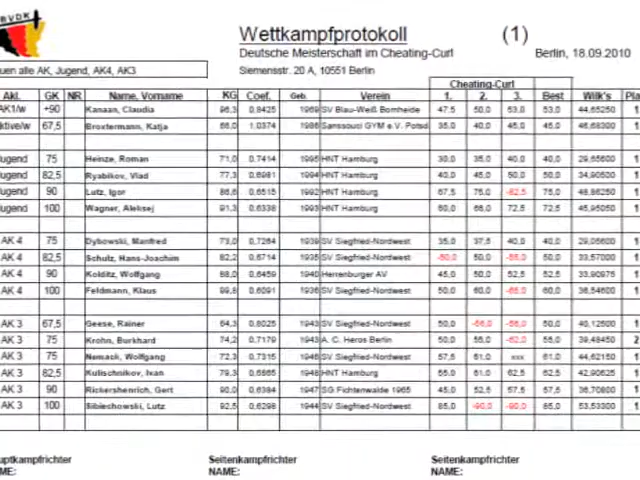 BVDK
Wettkampfprotokoll (1)
Deutsche Meisterschaft im Cheating-Curl Berlin, 18.09.2010
uen alle AK, Jugend, AK4, AK3 Siemensstr. 20 A, 10551 Berlin
Cheating-Curl
Akl. GK NR Name, Vorname KG Coef. Geb. Verein 1. 2. 3. Best Wilk's Pla
AK1/w +90 Kanaan, Claudia 96,3 0,8425 1969 SV Blau-Weiß Bornheide 47,5 50,0 53,0 53,0 44,65250 1
ktive/w 67,5 Broxtermann, Katja 1,0374 1986 Sanssouci GYM e.V. Potsd 35,0 40,0 45,0 45,0 46,68300 1
ugend 75 Heinze, Roman 71,0 0,7414 1995 HNT Hamburg 30,0 35,0 40,0 40,0 29,65600 1
ugend 82,5 Ryabikov, Vlad 77,3 0,6981 1994 HNT Hamburg 40,0 45,0 50,0 50,0 34,90500 1
ugend 90 Lutz, Igor 86,6 0,6515 1992 HNT Hamburg 67,5 75,0 -82,5 75,0 48,86250 1
ugend 100 Wagner, Aleksej 91,3 0,6338 1993 HNT Hamburg 60,0 68,0 72,5 72,5 45,95050 1
AK 4 75 Dybowski, Manfred 73,0 0,7264 1939 SV Siegfried-Nordwest 35,0 37,5 40,0 40,0 29,05600 1
AK 4 82,5 Schulz, Hans-Joachim 82,2 0,6714 1935 SV Siegfried-Nordwest -50,0 50,0 -55,0 50,0 33,57000 1
AK 4 90 Kolditz, Wolfgang 88,0 0,6459 1940 Herrenburger AV 45,0 50,0 52,5 52,5 33,90975 1
AK 4 100 Feldmann, Klaus 99,8 0,6091 1936 SV Siegfried-Nordwest 50,0 60,0 -65,0 60,0 36,54600 1
AK 3 67,5 Geese, Rainer 64,3 0,8025 1943 SV Siegfried-Nordwest 50,0 50,0 40,12500 1
AK 3 75 Krohn, Burkhard 74,2 0,7179 1943 A. C. Heros Berlin 50,0 55,0 55,0 39,48450 2
AK 3 75 Nemack, Wolfgang 72,3 0,7315 1946 SV Siegfried-Nordwest 57,5 61,0 xxx 61,0 44,62150 1
AK 3 82,5 Kulischnikov, Ivan 79,3 0,6865 1948 HNT Hamburg 55,0 61,0 62,5 62,5 42,90625 1
AK 3 90 Rickershenrich, Gert 90,0 0,6384 1947 SG Fichtenwalde 1965 45,0 52,5 57,5 57,5 36,70800 1
AK 3 100 Sibiechowski, Lutz 92,5 0,6298 1944 SV Siegfried-Nordwest 85,0 -90,0 -90,0 85,0 53,53300 1
uptkampfrichter Seitenkampfrichter Seitenkampfrichter
ME: NAME: NAME: